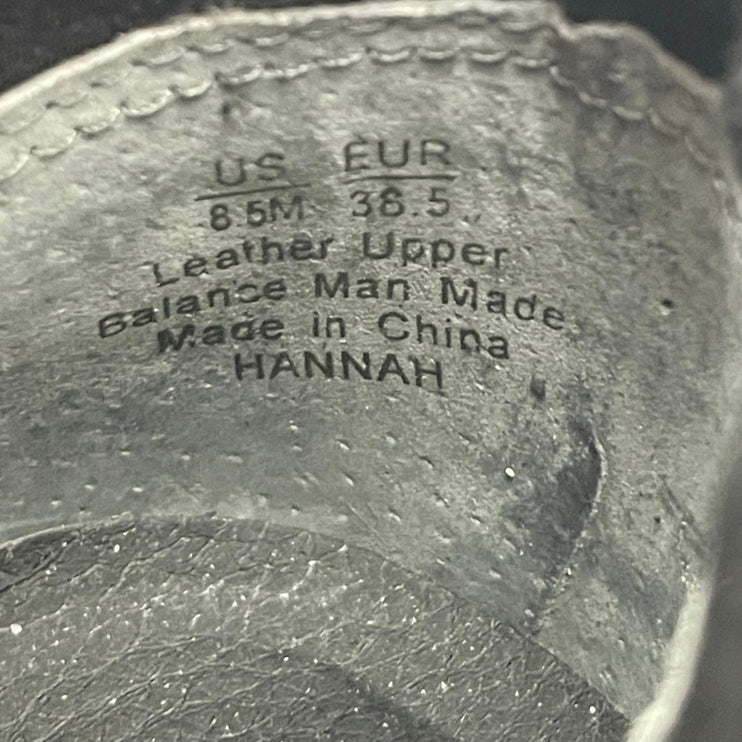 US EUR
8.5M 38.5
Leather Upper
Balance Man Made
Made in China
HANNAH